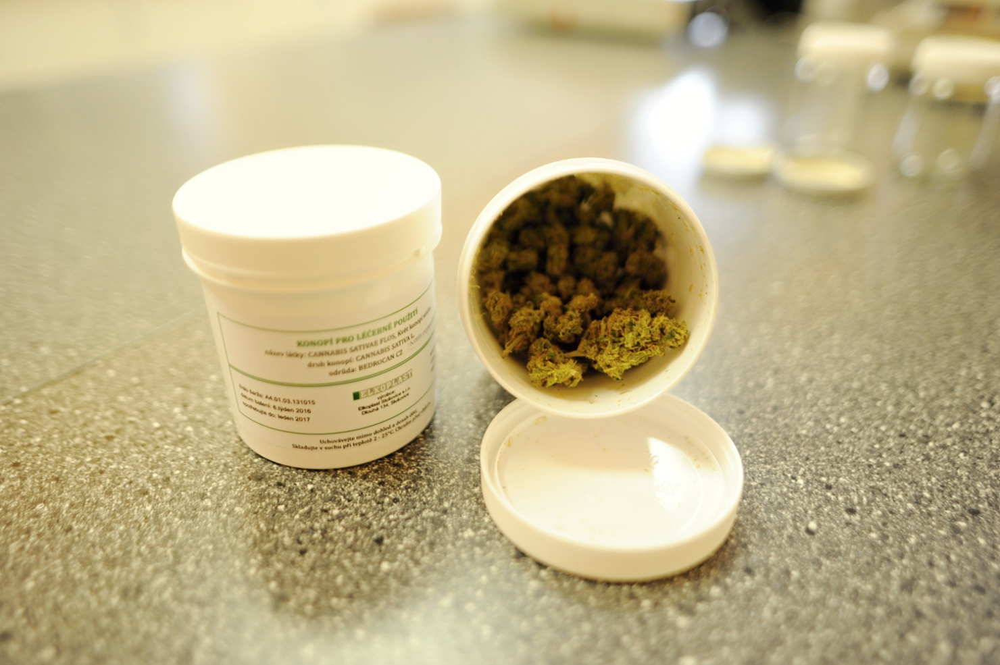 KONOPÍ PRO LÉČEBNÉ POUŽITÍ
název látky: CANNABIS SATIVAE FLOS, Květ konopí
druh konopí: CANNABIS SATIVA L.
odrůda: BEDROCAN CZ
číslo šarže: A4.01.03.131015
datum balení: 6.týden 2016
spotřebujte do: leden 2017
ELKOPLAST
výrobce:
Elkoplast Slušovice s.r.o.
Dlouhá 134, Slušovice
Uchovávejte mimo dohled a dosah dětí.
Skladujte v suchu při teplotě 2 - 25°C. Chraňte před